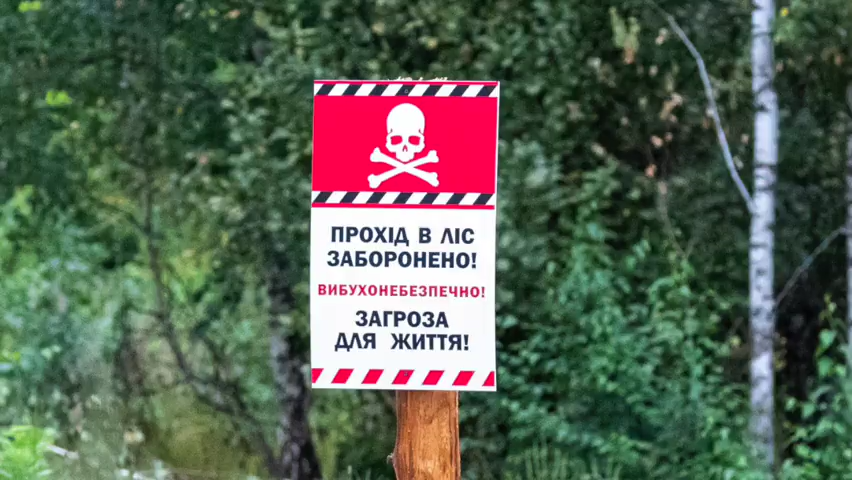 ПРОХІД В ЛІС
ЗАБОРОНЕНО!
ВИБУХОНЕБЕЗПЕЧНО!
ЗАГРОЗА
ДЛЯ ЖИТТЯ!